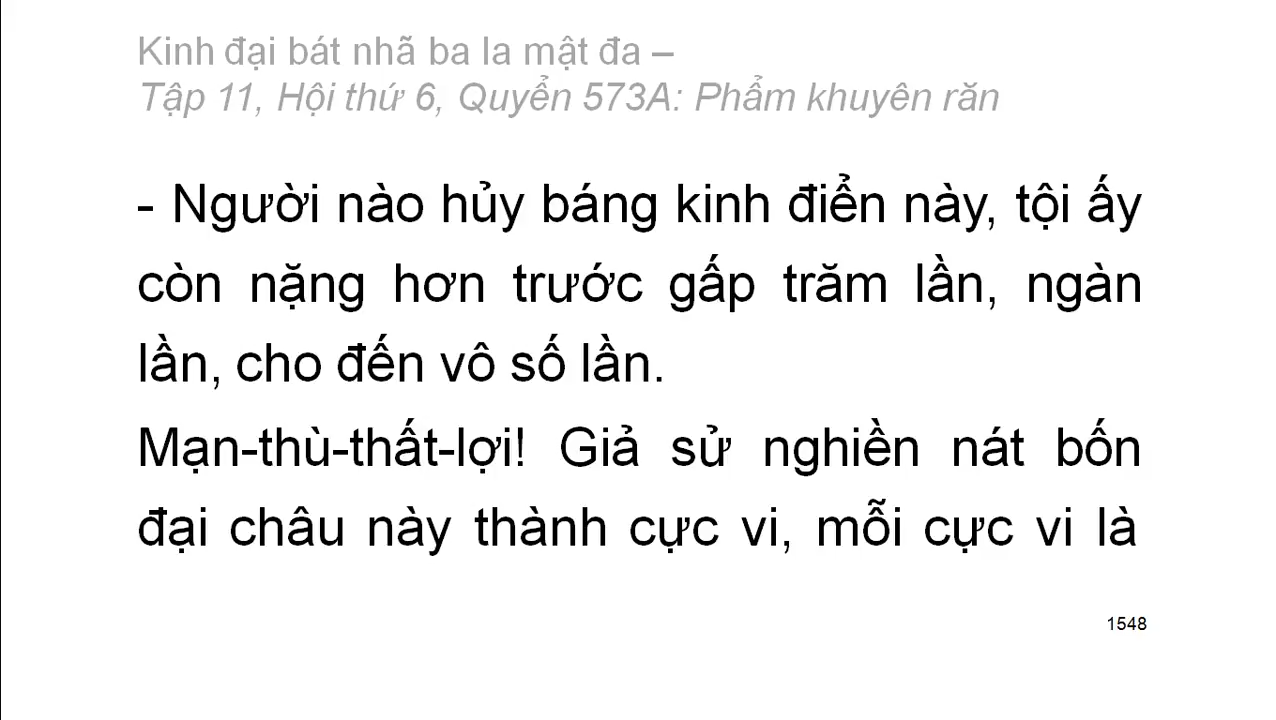 Kinh đại bát nhã ba la mật đa –
Tập 11, Hội thứ 6, Quyển 573A: Phẩm khuyên răn
- Người nào hủy báng kinh điển này, tội ấy
còn nặng hơn trước gấp trăm lần, ngàn
lần, cho đến vô số lần.
Mạn-thù-thất-lợi! Giả sử nghiền nát bốn
đại châu này thành cực vi, mỗi cực vi là
1548